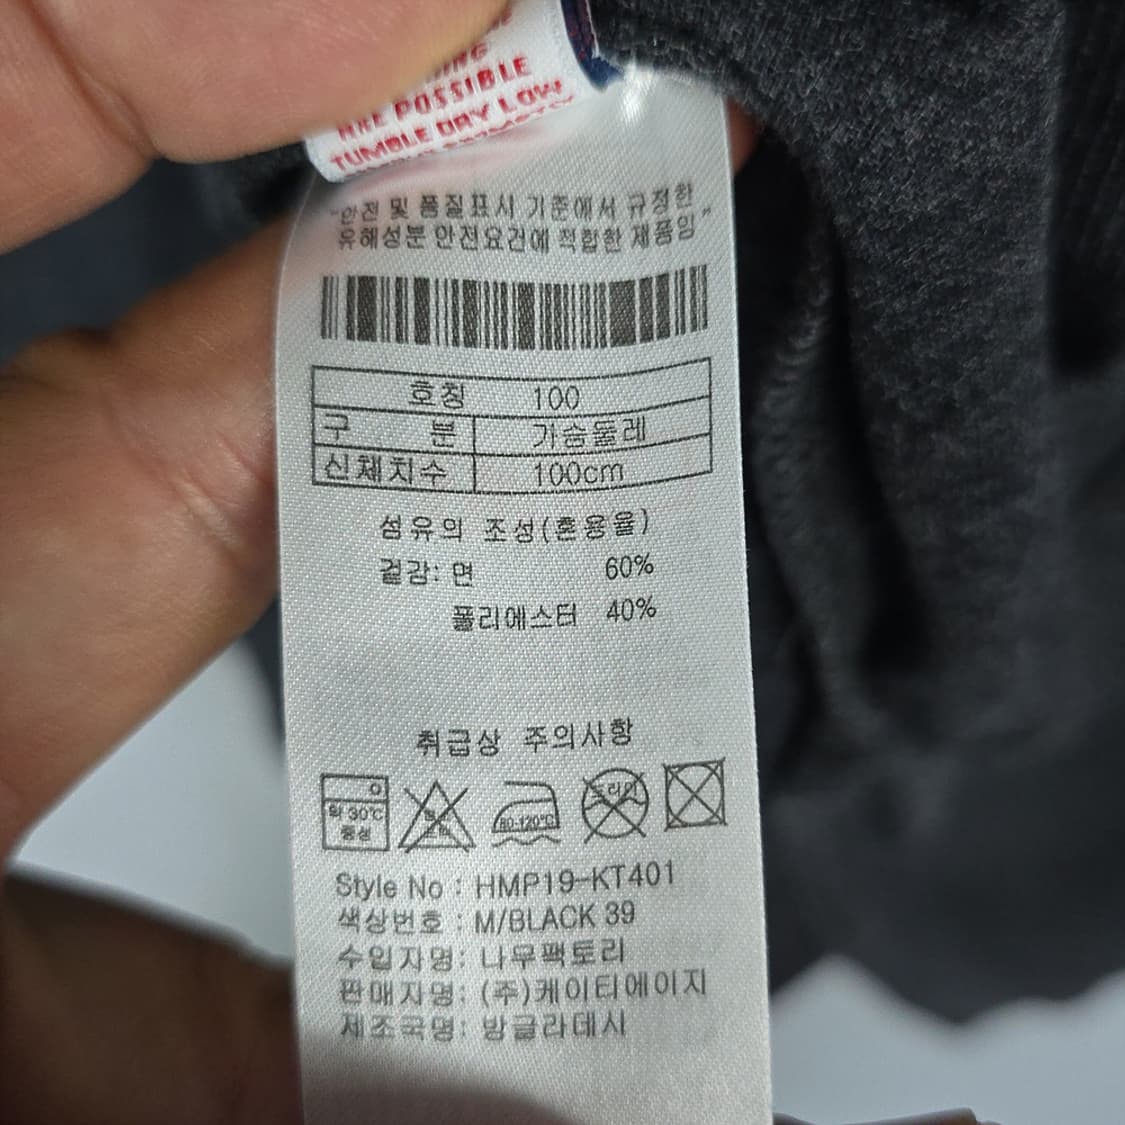 POSSIBLE
TUMBLE DRY LOW
"안전 및 품질표시 기준에서 규정한
유해성분 안전요건에 적합한 제품임"
호칭 100
구 분 가슴둘레
신체치수 100cm
섬유의 조성(혼용율)
겉감: 면 60%
폴리에스터 40%
취급상 주의사항
약 30℃
중성
80-120℃
드라이
Style No : HMP19-KT401
색상번호 : M/BLACK 39
수입자명: 나무팩토리
판매자명: (주)케이티에이지
제조국명: 방글라데시